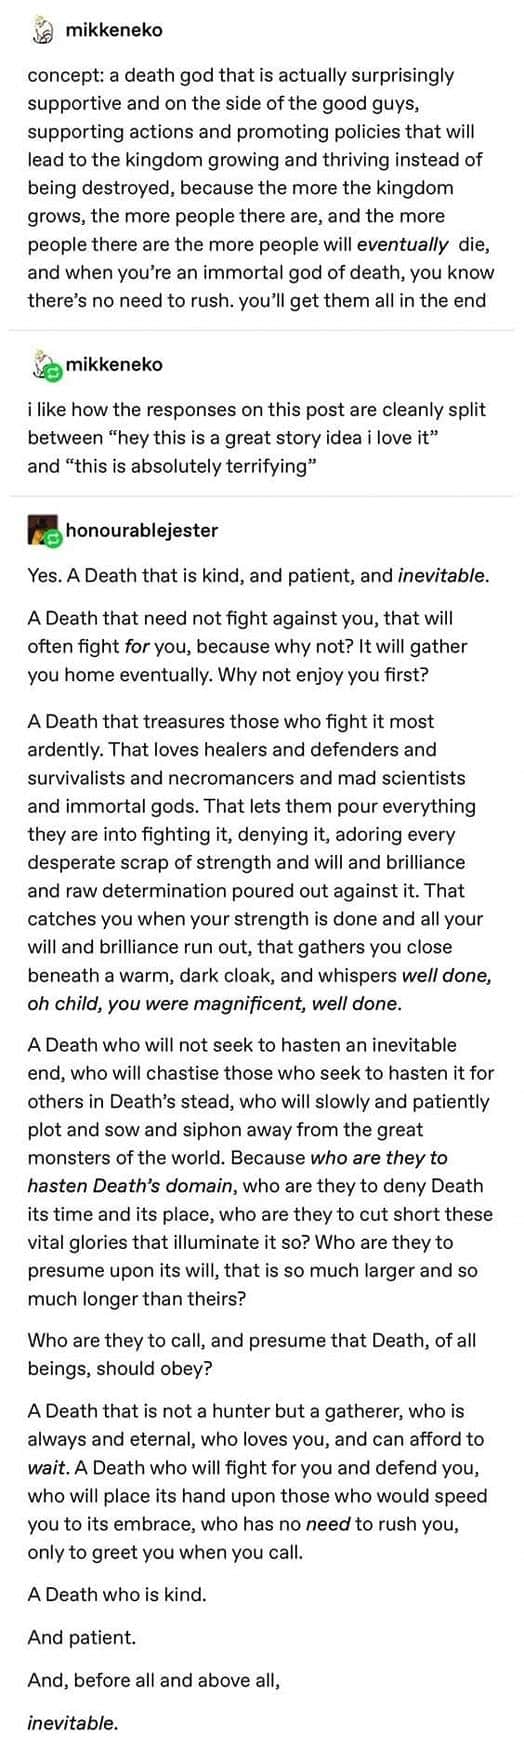 mikkeneko
concept: a death god that is actually surprisingly
supportive and on the side of the good guys,
supporting actions and promoting policies that will
lead to the kingdom growing and thriving instead of
being destroyed, because the more the kingdom
grows, the more people there are, and the more
people there are the more people will eventually die,
and when you're an immortal god of death, you know
there's no need to rush. you'll get them all in the end
mikkeneko
i like how the responses on this post are cleanly split
between “hey this is a great story idea i love it”
and “this is absolutely terrifying”
honourablejester
Yes. A Death that is kind, and patient, and inevitable.
A Death that need not fight against you, that will
often fight for you, because why not? It will gather
you home eventually. Why not enjoy you first?
A Death that treasures those who fight it most
ardently. That loves healers and defenders and
survivalists and necromancers and mad scientists
and immortal gods. That lets them pour everything
they are into fighting it, denying it, adoring every
desperate scrap of strength and will and brilliance
and raw determination poured out against it. That
catches you when your strength is done and all your
will and brilliance run out, that gathers you close
beneath a warm, dark cloak, and whispers well done,
oh child, you were magnificent, well done.
A Death who will not seek to hasten an inevitable
end, who will chastise those who seek to hasten it for
others in Death's stead, who will slowly and patiently
plot and sow and siphon away from the great
monsters of the world. Because who are they to
hasten Death's domain, who are they to deny Death
its time and its place, who are they to cut short these
vital glories that illuminate it so? Who are they to
presume upon its will, that is so much larger and so
much longer than theirs?
Who are they to call, and presume that Death, of all
beings, should obey?
A Death that is not a hunter but a gatherer, who is
always and eternal, who loves you, and can afford to
wait. A Death who will fight for you and defend you,
who will place its hand upon those who would speed
you to its embrace, who has no need to rush you,
only to greet you when you call.
A Death who is kind.
And patient.
And, before all and above all,
inevitable.